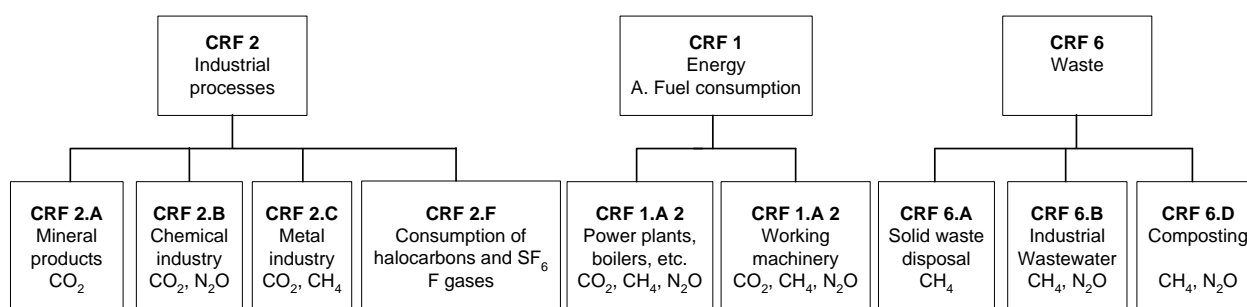 CRF 2
Industrial
processes
CRF 1
Energy
A. Fuel consumption
CRF 6
Waste
CRF 2.A
Mineral
products
CO₂
CRF 2.B
Chemical
industry
CO₂, N₂O
CRF 2.C
Metal
industry
CO₂, CH₄
CRF 2.F
Consumption of
halocarbons and SF₆
F gases
CRF 1.A 2
Power plants,
boilers, etc.
CO₂, CH₄, N₂O
CRF 1.A 2
Working
machinery
CO₂, CH₄, N₂O
CRF 6.A
Solid waste
disposal
CH₄
CRF 6.B
Industrial
Wastewater
CH₄, N₂O
CRF 6.D
Composting
CH₄, N₂O